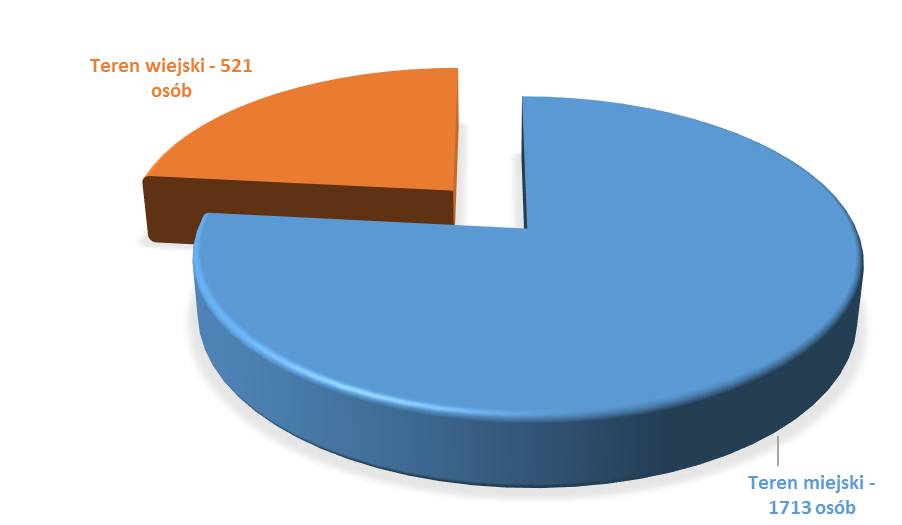 Teren wiejski - 521
osób
Teren miejski -
1713 osób